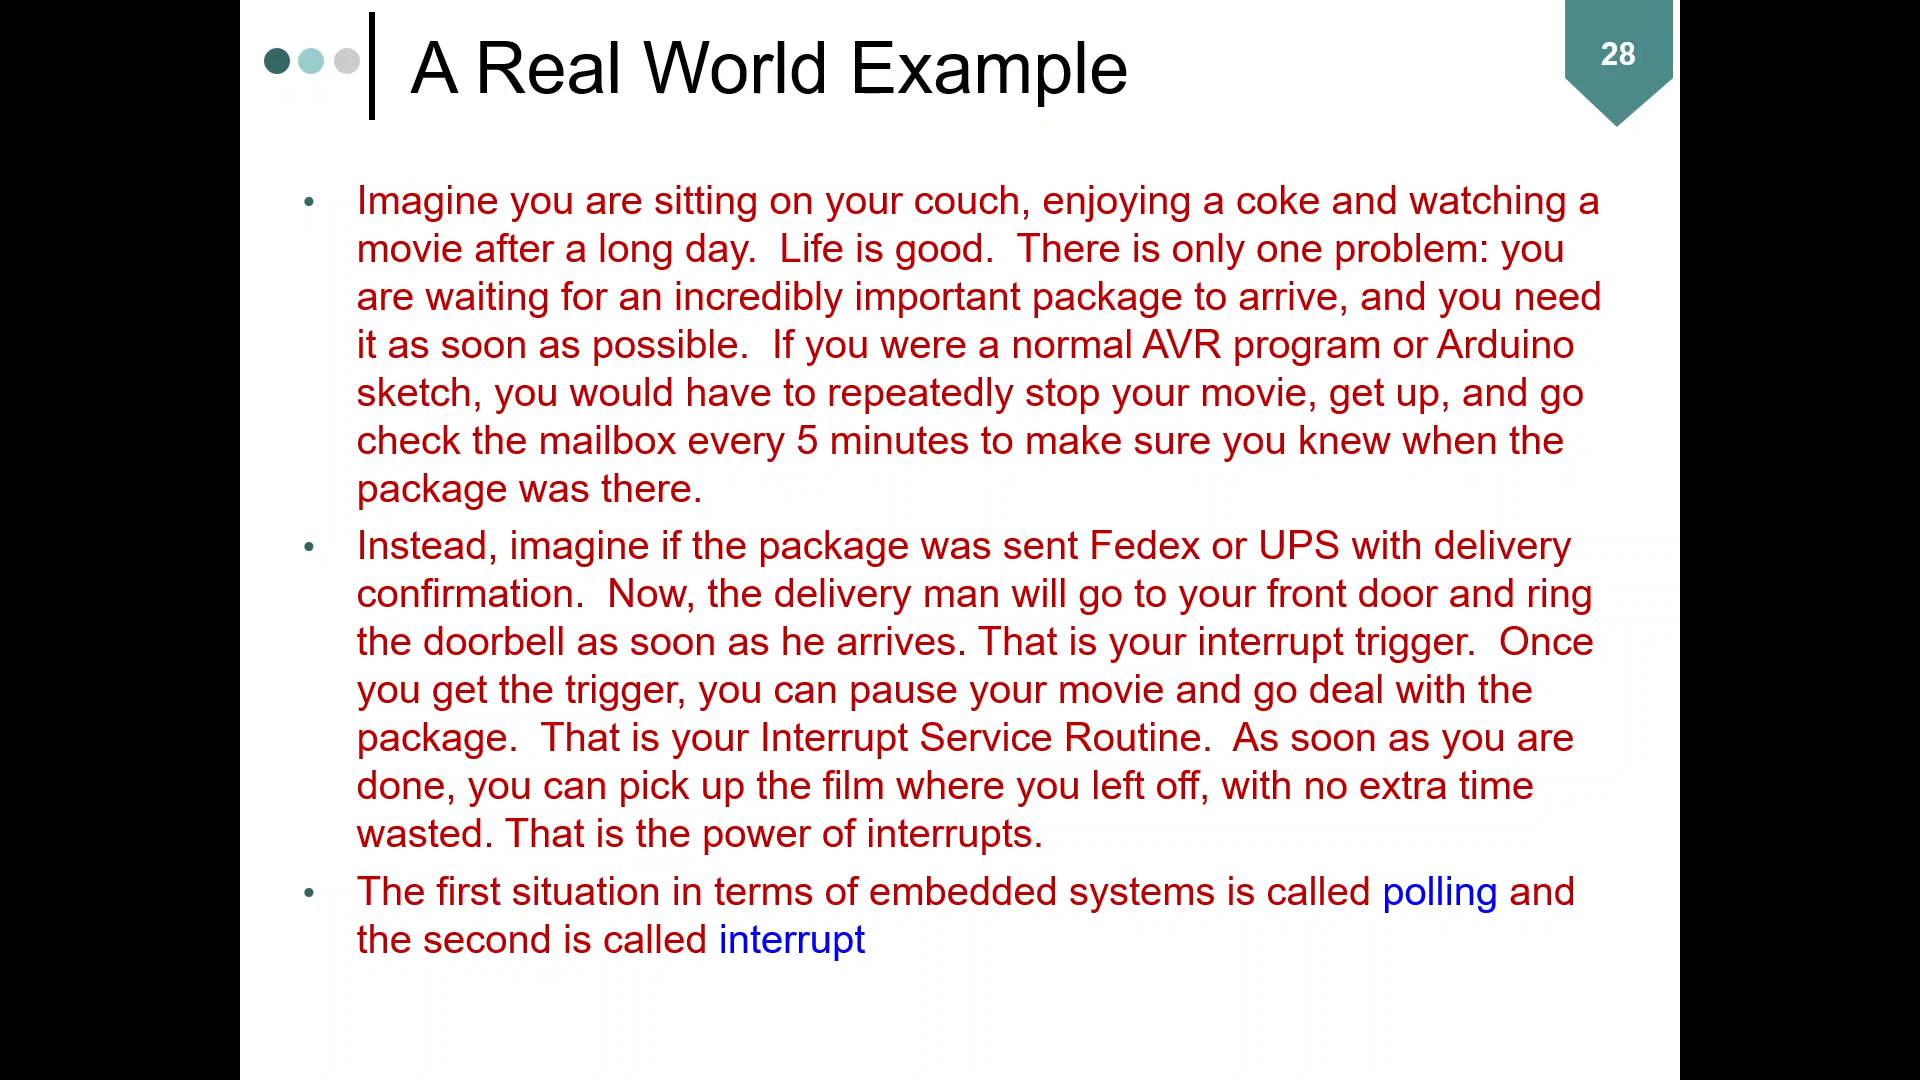 A Real World Example
28
• Imagine you are sitting on your couch, enjoying a coke and watching a
movie after a long day.  Life is good.  There is only one problem: you
are waiting for an incredibly important package to arrive, and you need
it as soon as possible.  If you were a normal AVR program or Arduino
sketch, you would have to repeatedly stop your movie, get up, and go
check the mailbox every 5 minutes to make sure you knew when the
package was there.
• Instead, imagine if the package was sent Fedex or UPS with delivery
confirmation.  Now, the delivery man will go to your front door and ring
the doorbell as soon as he arrives. That is your interrupt trigger.  Once
you get the trigger, you can pause your movie and go deal with the
package.  That is your Interrupt Service Routine.  As soon as you are
done, you can pick up the film where you left off, with no extra time
wasted. That is the power of interrupts.
• The first situation in terms of embedded systems is called polling and
the second is called interrupt